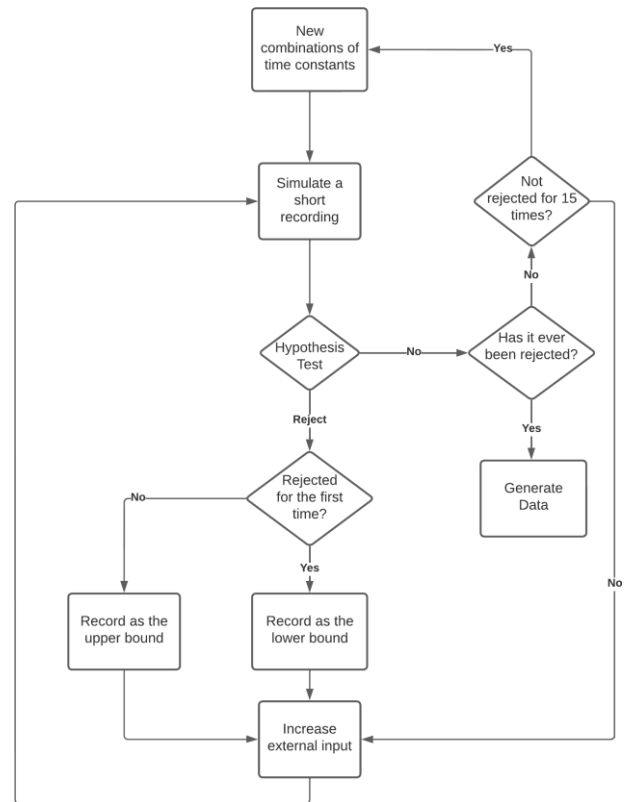 New
combinations of
time constants
Yes
Simulate a
short
recording
Not
rejected for 15
times?
No
Hypothesis
Test
No
Has it ever
been rejected?
Reject
Yes
Rejected
for the first
time?
Generate
Data
No
Yes
No
Record as the
upper bound
Record as the
lower bound
Increase
external input